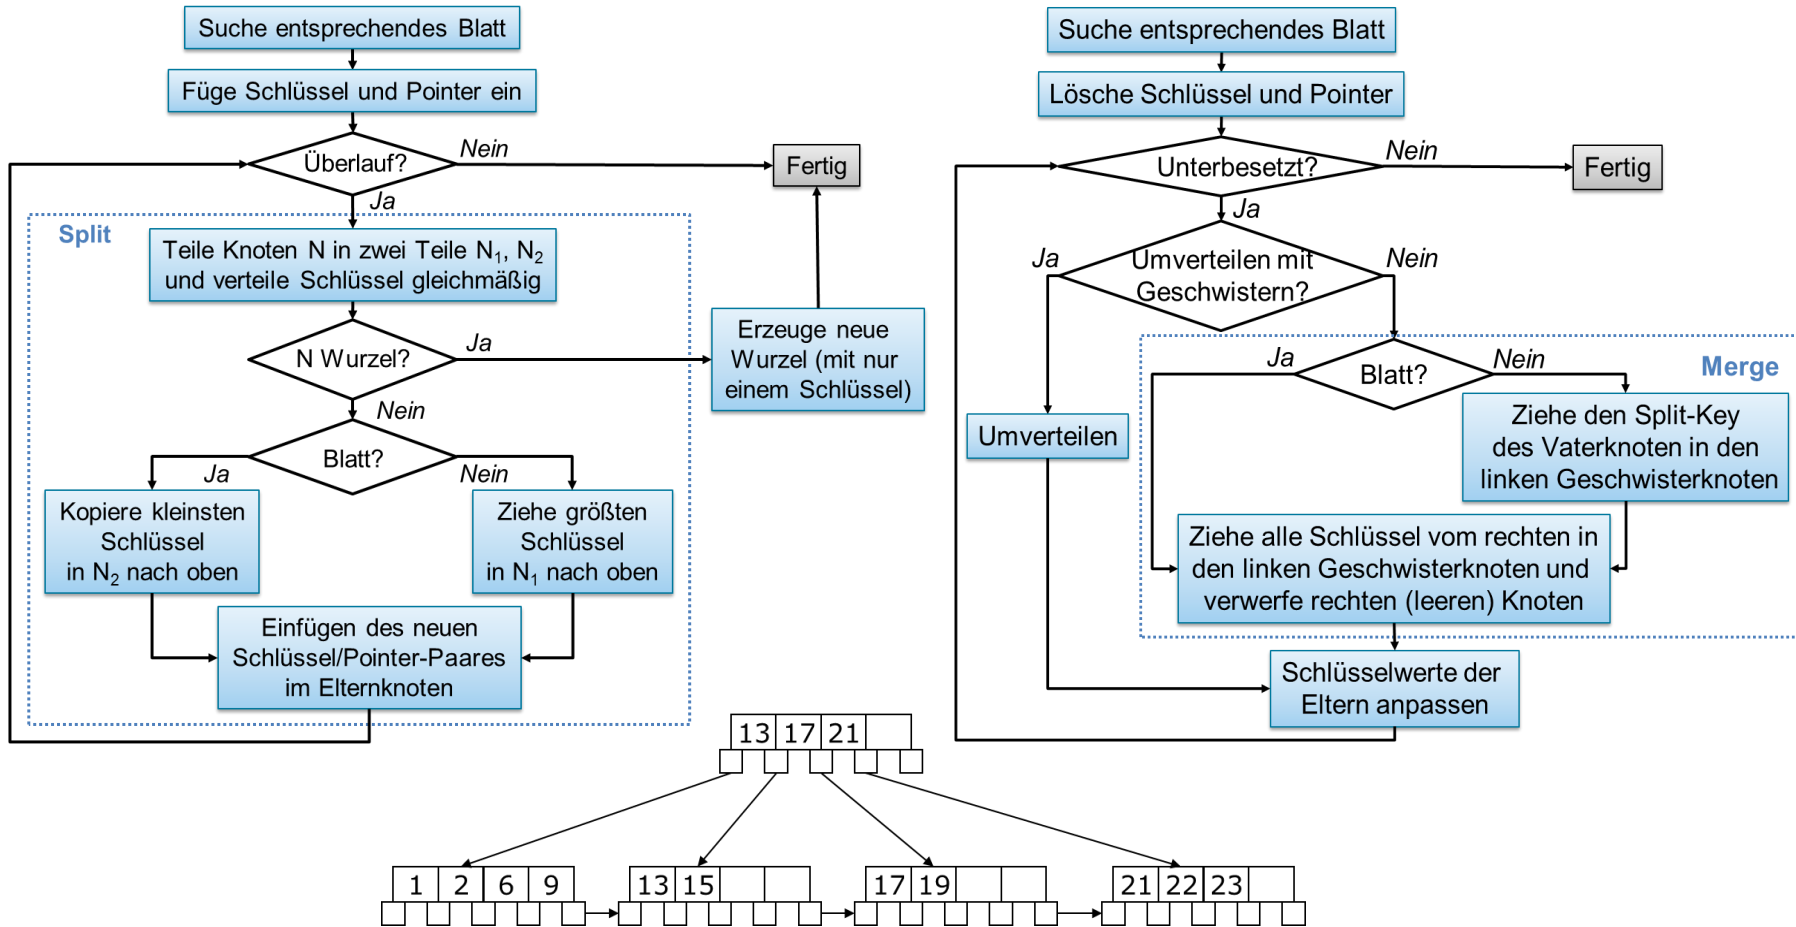 Suche entsprechendes Blatt
Füge Schlüssel und Pointer ein
Überlauf?
Nein
Fertig
Ja
Split
Teile Knoten N in zwei Teile N1, N2
und verteile Schlüssel gleichmäßig
N Wurzel?
Ja
Erzeuge neue
Wurzel (mit nur
einem Schlüssel)
Nein
Blatt?
Ja
Nein
Kopiere kleinsten
Schlüssel
in N2 nach oben
Ziehe größten
Schlüssel
in N1 nach oben
Einfügen des neuen
Schlüssel/Pointer-Paares
im Elternknoten
Suche entsprechendes Blatt
Lösche Schlüssel und Pointer
Unterbesetzt?
Nein
Fertig
Ja
Umverteilen mit
Geschwistern?
Ja
Nein
Merge
Blatt?
Ja
Nein
Umverteilen
Ziehe den Split-Key
des Vaterknoten in den
linken Geschwisterknoten
Ziehe alle Schlüssel vom rechten in
den linken Geschwisterknoten und
verwerfe rechten (leeren) Knoten
Schlüsselwerte der
Eltern anpassen
13 17 21
1 2 6 9
13 15
17 19
21 22 23